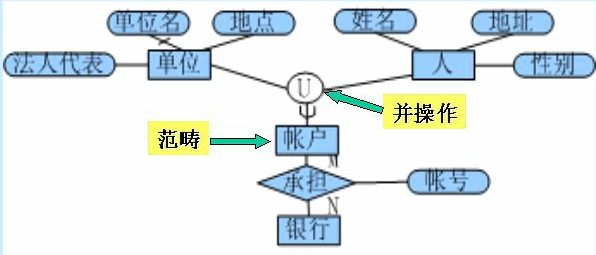 单位名
地点
姓名
地址
法人代表
单位
人
性别
U
并操作
范畴
帐户
M
承担
帐号
N
银行